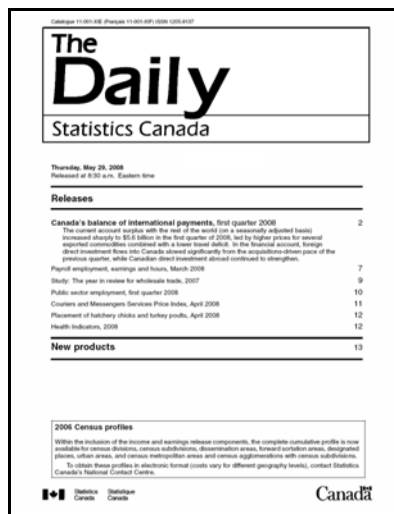 Catalogue 11-001-XIE (Français 11-001-XIF) ISSN 1205-9137
The
Daily
Statistics Canada
Thursday, May 29, 2008
Released at 8:30 a.m. Eastern time
Releases
Canada's balance of international payments, first quarter 2008 2
The current account surplus with the rest of the world (on a seasonally adjusted basis)
increased sharply to $5.6 billion in the first quarter of 2008, led by higher prices for several
exported commodities combined with a lower travel deficit. In the financial account, foreign
direct investment flows into Canada slowed significantly from the acquisitions-driven pace of the
previous quarter, while Canadian direct investment abroad continued to strengthen.
Payroll employment, earnings and hours, March 2008 7
Study: The year in review for wholesale trade, 2007 9
Public sector employment, first quarter 2008 10
Couriers and Messengers Services Price Index, April 2008 11
Placement of hatchery chicks and turkey poults, April 2008 12
Health Indicators, 2008 12
New products 13
2006 Census profiles
Within the inclusion of the income and earnings release components, the complete cumulative profile is now
available for census divisions, census subdivisions, dissemination areas, forward sortation areas, designated
places, urban areas, and census metropolitan areas and census agglomerations with census subdivisions.
To obtain these profiles in electronic format (costs vary for different geography levels), contact Statistics
Canada's National Contact Centre.
Statistics Statistique
Canada Canada
Canada